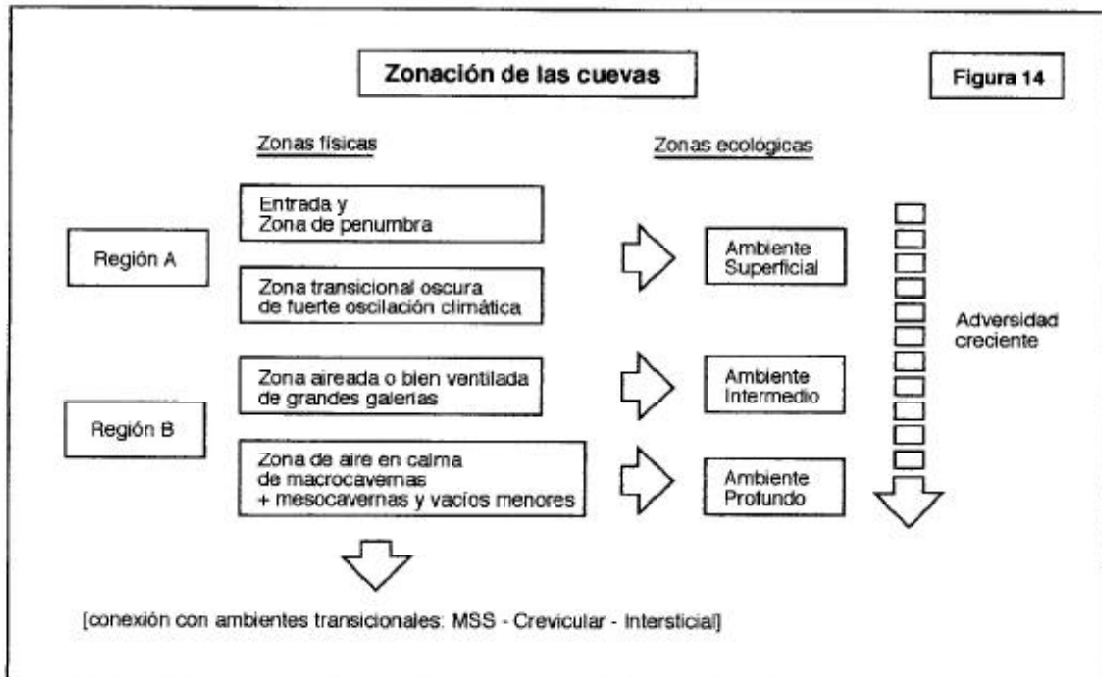 Zonación de las cuevas
Figura 14
Zonas físicas
Zonas ecológicas
Región A
Entrada y
Zona de penumbra
Zona transicional oscura
de fuerte oscilación climática
Ambiente
Superficial
Región B
Zona aireada o bien ventilada
de grandes galerías
Ambiente
Intermedio
Zona de aire en calma
de macrocavernas
+ mesocavernas y vacíos menores
Ambiente
Profundo
Adversidad
creciente
[conexión con ambientes transicionales: MSS - Crevicular - Intersticial]